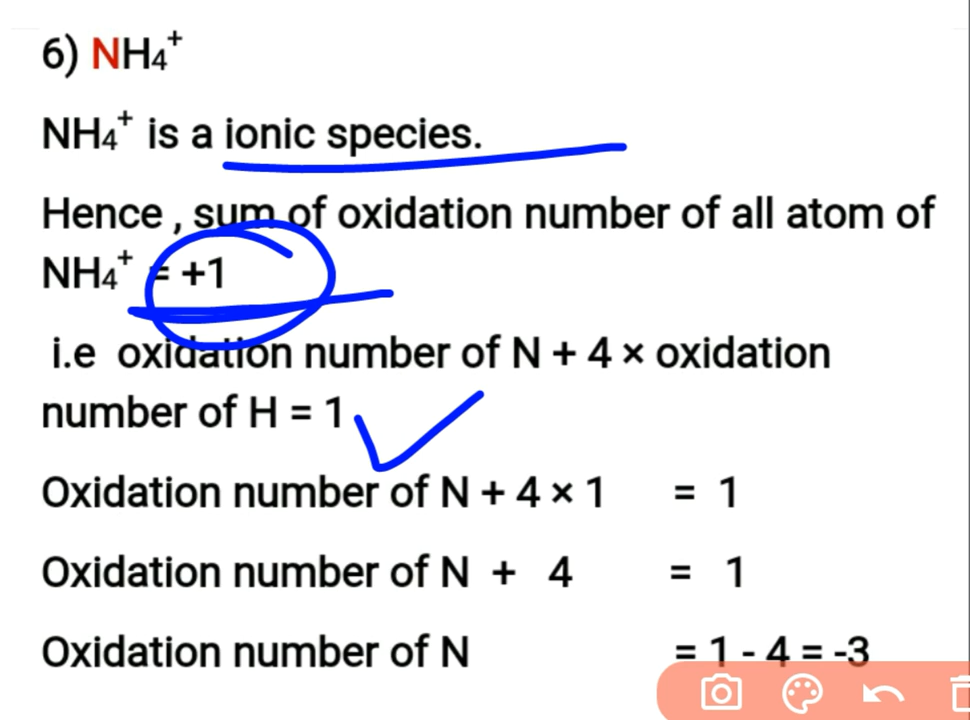 6) NH₄⁺
NH₄⁺ is a ionic species.
Hence , sum of oxidation number of all atom of
NH₄⁺ = +1
i.e oxidation number of N + 4 × oxidation
number of H = 1
Oxidation number of N + 4 × 1 = 1
Oxidation number of N + 4 = 1
Oxidation number of N = 1 - 4 = -3